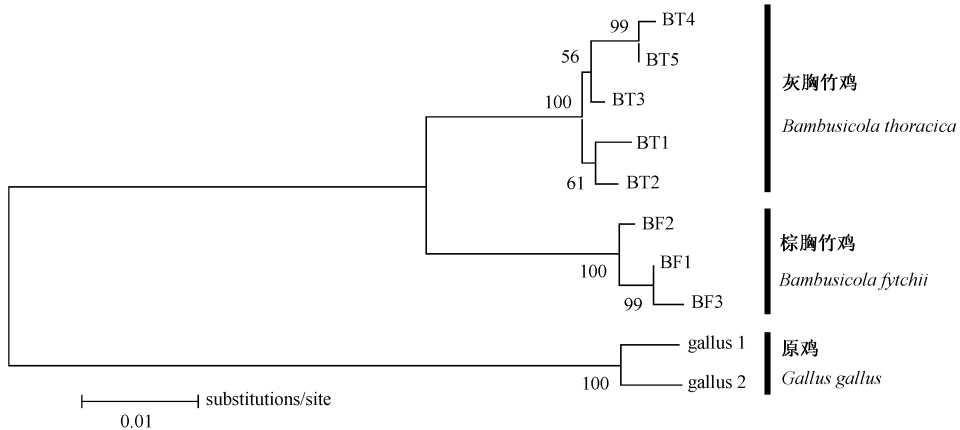 99
BT4
BT5
56
BT3
100
BT1
61
BT2
灰胸竹鸡
Bambusicola thoracica
BF2
100
BF1
99
BF3
棕胸竹鸡
Bambusicola fytchii
gallus 1
100
gallus 2
原鸡
Gallus gallus
substitutions/site
0.01